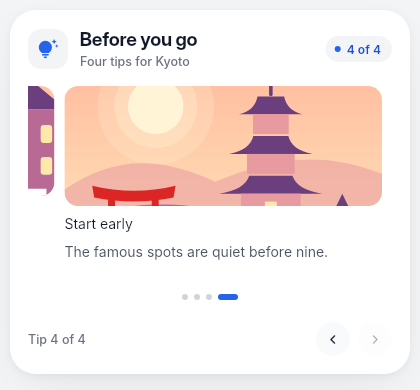 Before you go
Four tips for Kyoto
4 of 4
Start early
The famous spots are quiet before nine.
Tip 4 of 4